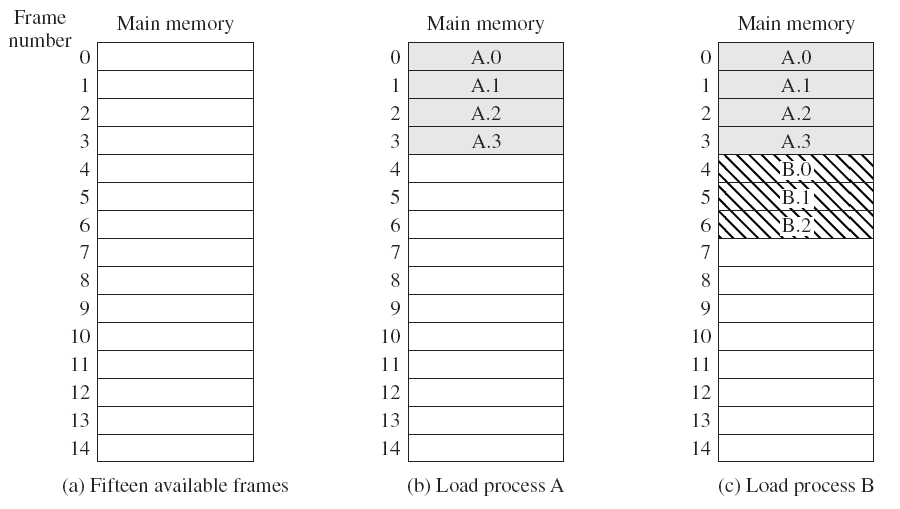 Frame
number
Main memory
0
1
2
3
4
5
6
7
8
9
10
11
12
13
14
(a) Fifteen available frames
Main memory
0 A.0
1 A.1
2 A.2
3 A.3
4
5
6
7
8
9
10
11
12
13
14
(b) Load process A
Main memory
0 A.0
1 A.1
2 A.2
3 A.3
4 B.0
5 B.1
6 B.2
7
8
9
10
11
12
13
14
(c) Load process B